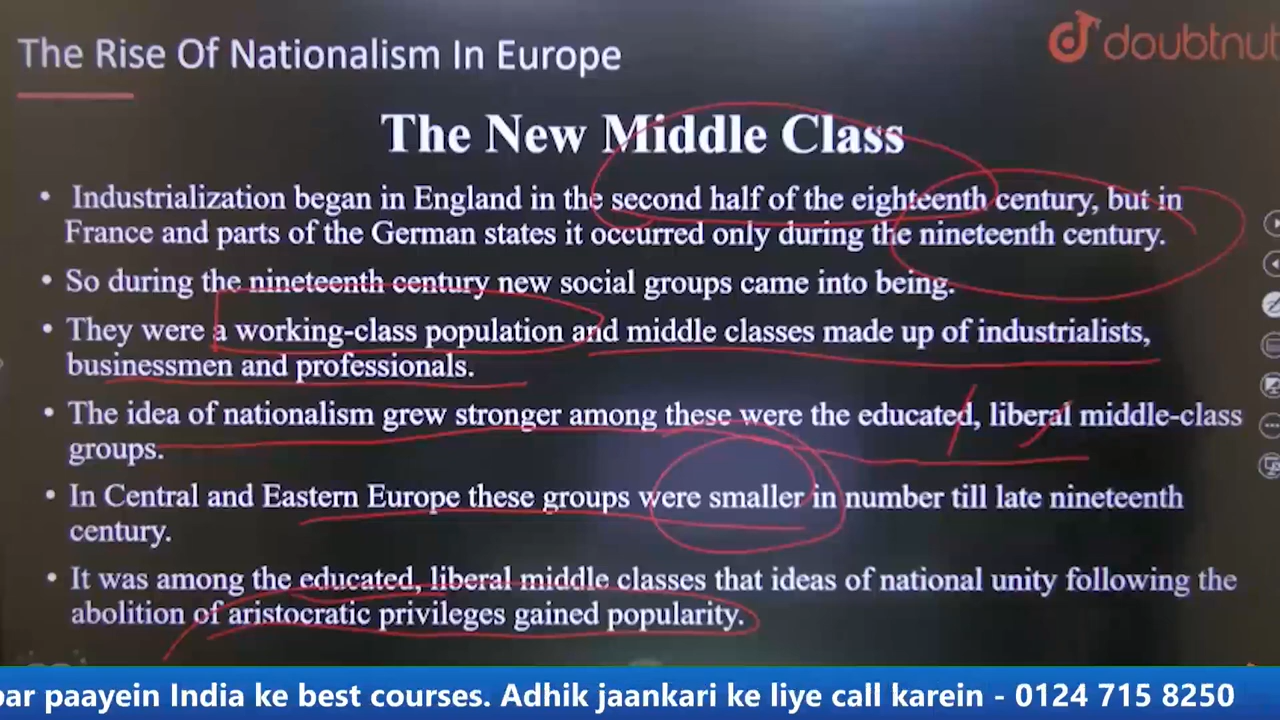 The Rise Of Nationalism In Europe
doubtnut
The New Middle Class
• Industrialization began in England in the second half of the eighteenth century, but in
France and parts of the German states it occurred only during the nineteenth century.
• So during the nineteenth century new social groups came into being.
• They were a working-class population and middle classes made up of industrialists,
businessmen and professionals.
• The idea of nationalism grew stronger among these were the educated, liberal middle-class
groups.
• In Central and Eastern Europe these groups were smaller in number till late nineteenth
century.
• It was among the educated, liberal middle classes that ideas of national unity following the
abolition of aristocratic privileges gained popularity.
par paayein India ke best courses. Adhik jaankari ke liye call karein - 0124 715 8250